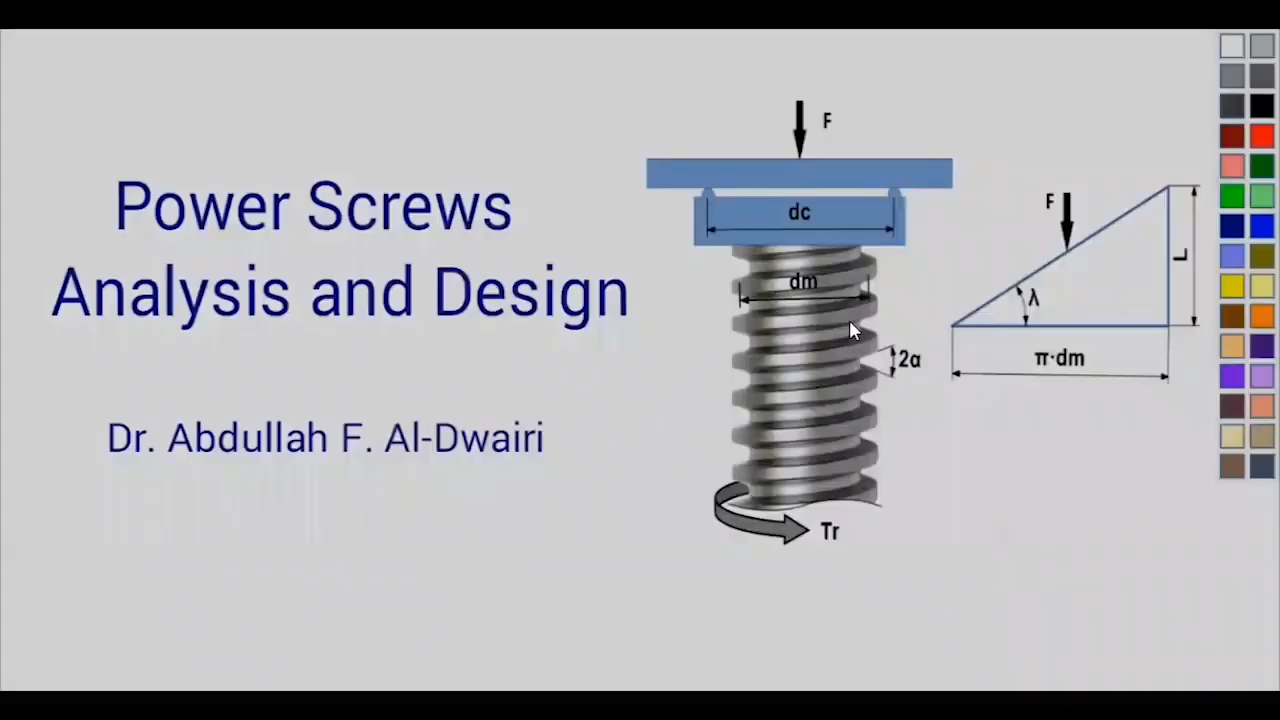 Power Screws
Analysis and Design
Dr. Abdullah F. Al-Dwairi
F
dc
dm
2α
Tr
F
λ
L
π·dm